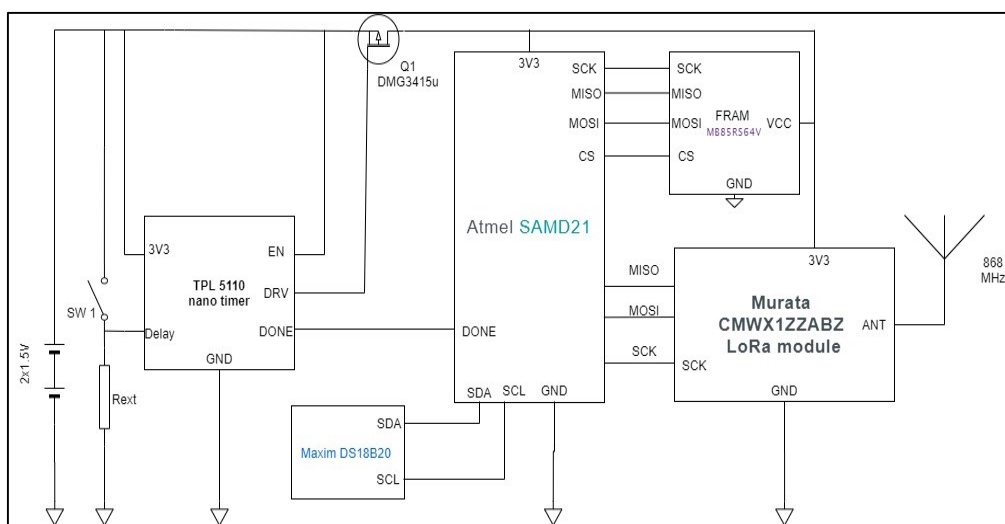 Q1
DMG3415u
3V3
SCK
MISO
MOSI
CS
SCK
MISO
MOSI
CS
FRAM
MB85RS64V
VCC
GND
Atmel SAMD21
3V3
EN
TPL 5110
nano timer
DRV
SW 1
Delay
DONE
GND
DONE
2x1.5V
Rext
SDA
SCL
GND
SDA
Maxim DS18B20
SCL
MISO
MOSI
SCK
3V3
Murata
CMWX1ZZABZ
LoRa module
SCK
ANT
GND
868
MHz